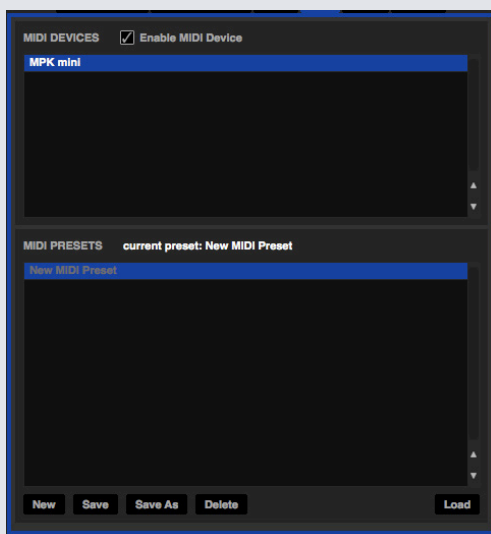 MIDI DEVICES Enable MIDI Device
MPK mini
MIDI PRESETS current preset: New MIDI Preset
New MIDI Preset
New Save Save As Delete Load